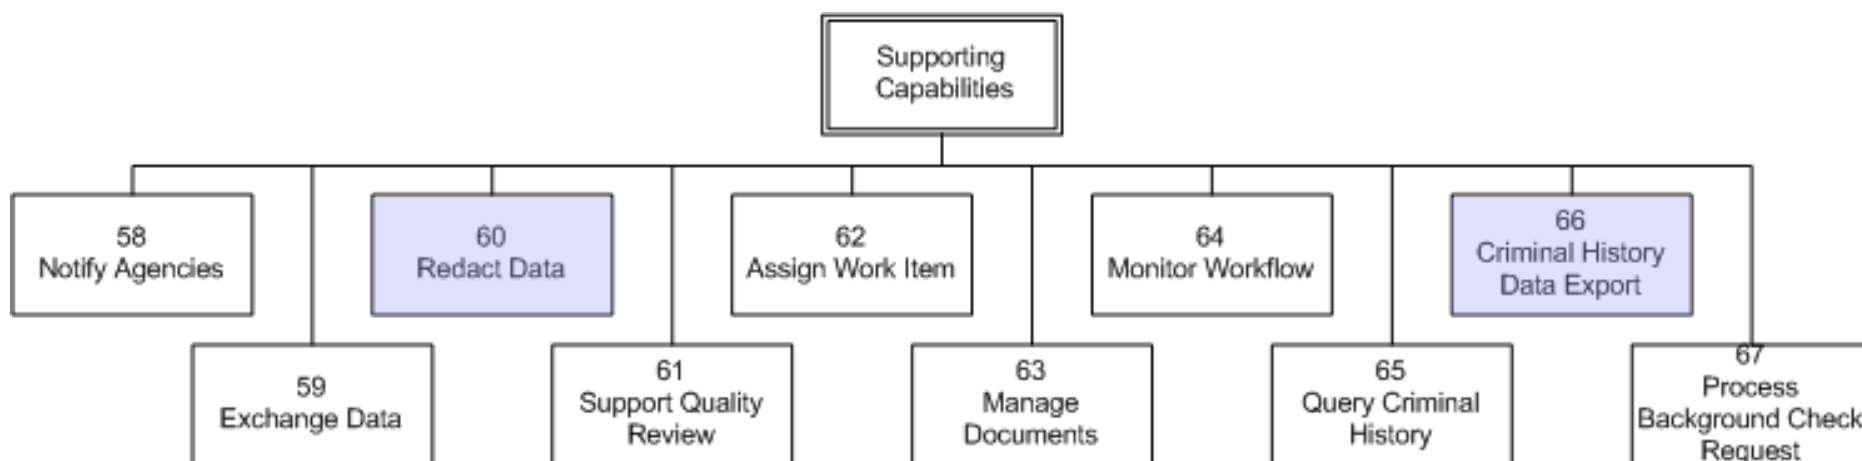 Supporting
Capabilities
58
Notify Agencies
60
Redact Data
62
Assign Work Item
64
Monitor Workflow
66
Criminal History
Data Export
59
Exchange Data
61
Support Quality
Review
63
Manage
Documents
65
Query Criminal
History
67
Process
Background Check
Request